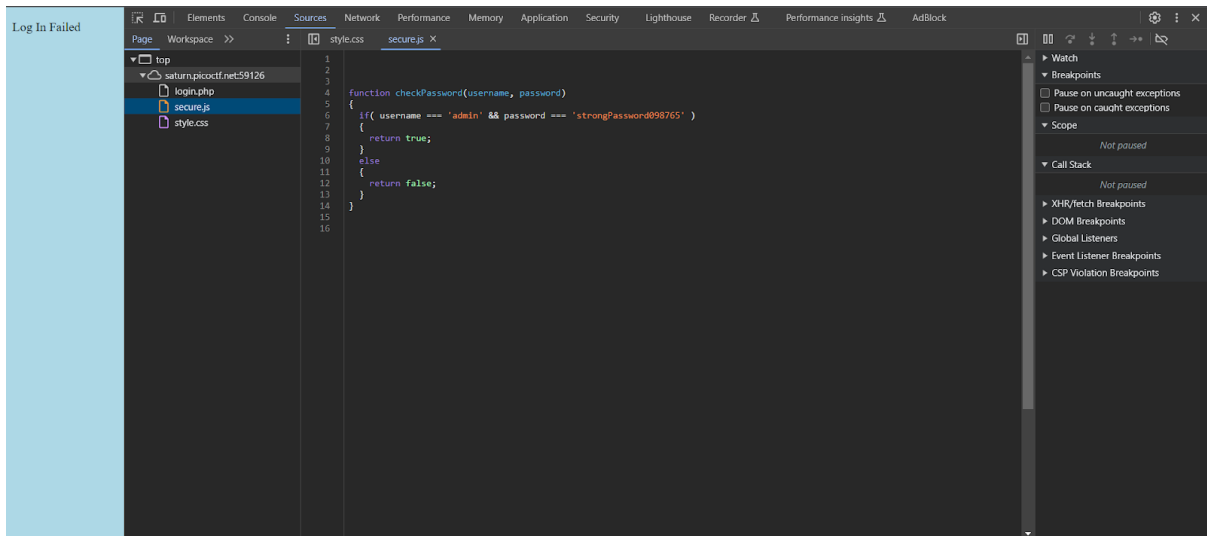 Log In Failed
Elements Console Sources Network Performance Memory Application Security Lighthouse Recorder Performance insights AdBlock
Page Workspace >> style.css secure.js ×
top
saturn.picoctf.net:59126
login.php
secure.js
style.css
1
2
3
4 function checkPassword(username, password)
5 {
6 if( username === 'admin' && password === 'strongPassword098765' )
7 {
8 return true;
9 }
10 else
11 {
12 return false;
13 }
14 }
15
16
Watch
Breakpoints
Pause on uncaught exceptions
Pause on caught exceptions
Scope
Not paused
Call Stack
Not paused
XHR/fetch Breakpoints
DOM Breakpoints
Global Listeners
Event Listener Breakpoints
CSP Violation Breakpoints